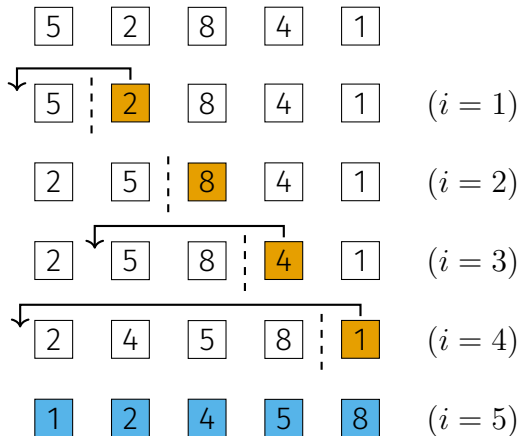 5 2 8 4 1
5 2 8 4 1 (i = 1)
2 5 8 4 1 (i = 2)
2 5 8 4 1 (i = 3)
2 4 5 8 1 (i = 4)
1 2 4 5 8 (i = 5)